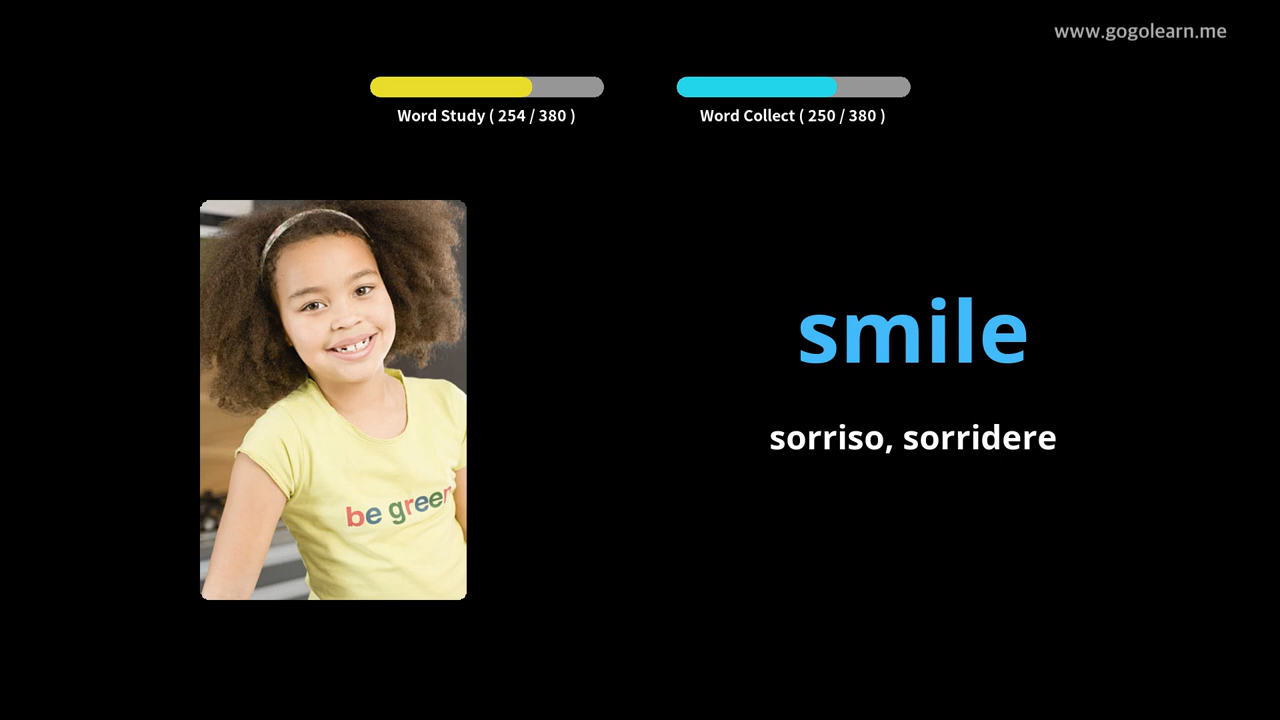 www.gogolearn.me
Word Study ( 254 / 380 )
Word Collect ( 250 / 380 )
smile
sorriso, sorridere
be green